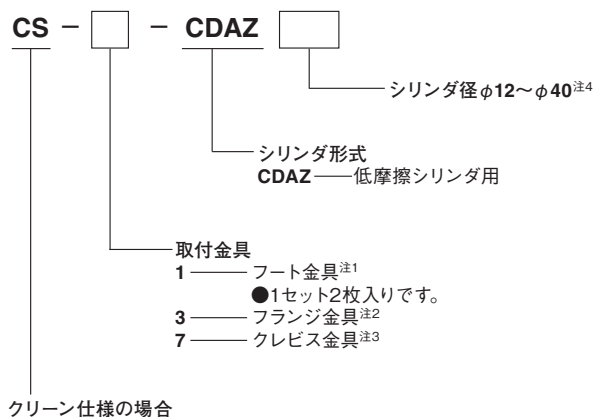 CS - □ - CDAZ □
シリンダ径φ12～φ40注4
シリンダ形式
CDAZ――低摩擦シリンダ用
取付金具
1――フート金具注1
●1セット2枚入りです。
3――フランジ金具注2
7――クレビス金具注3
クリーン仕様の場合